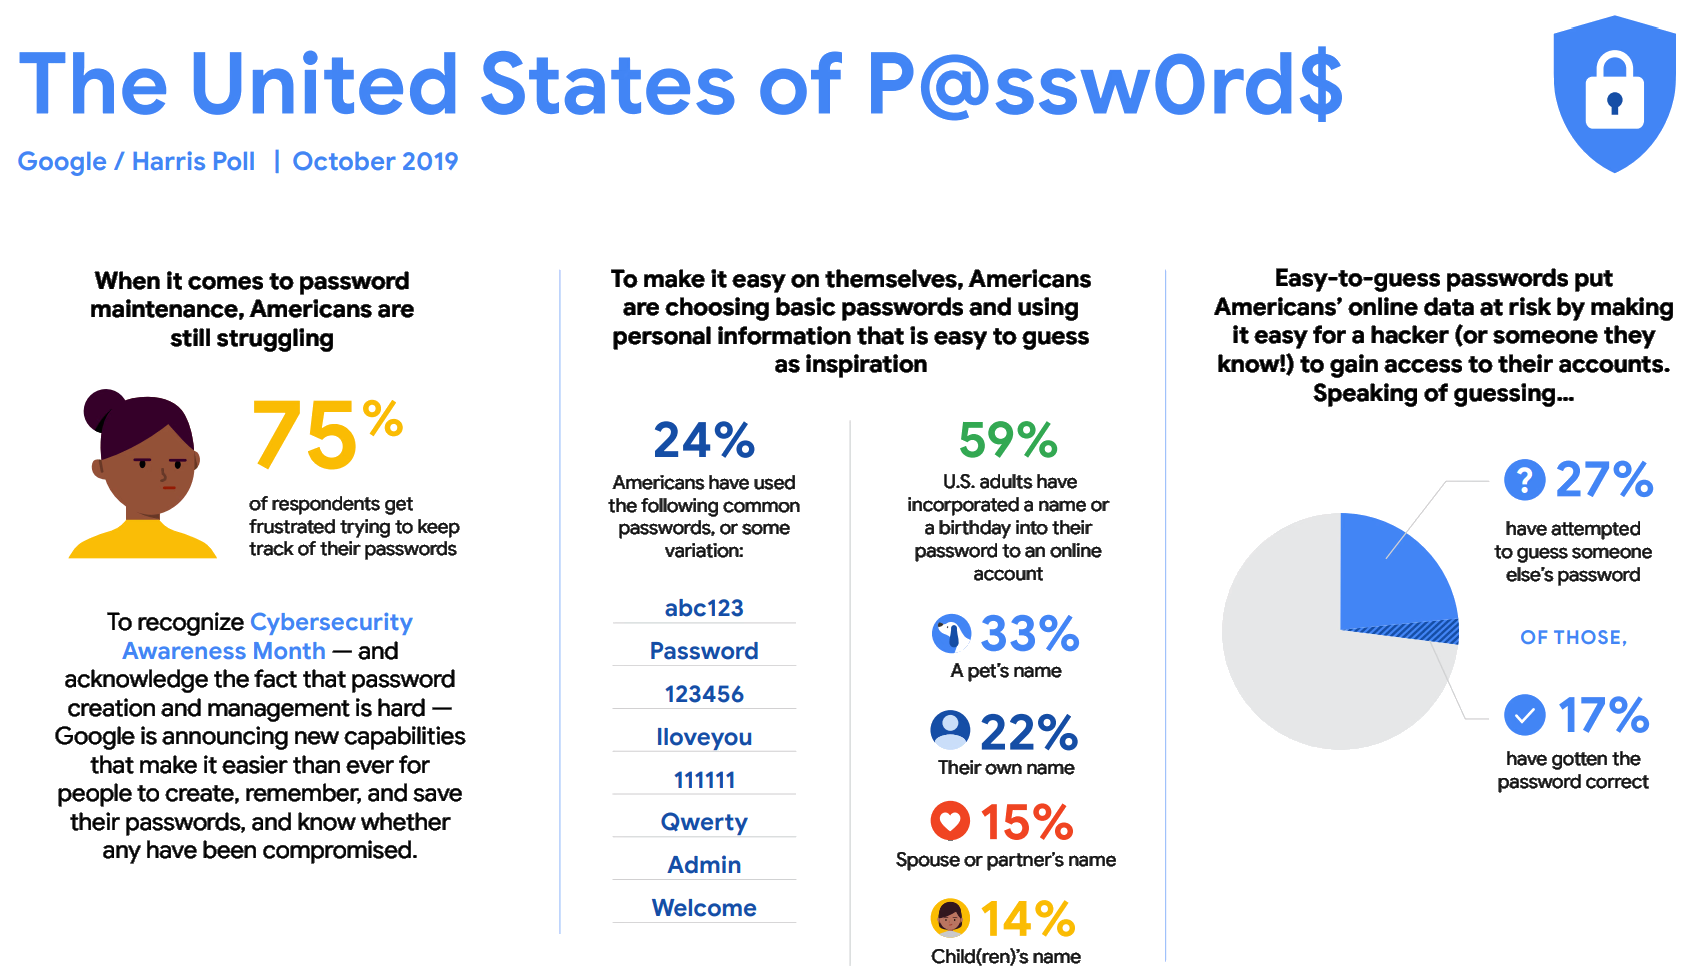 The United States of P@ssw0rd$
Google / Harris Poll | October 2019
When it comes to password
maintenance, Americans are
still struggling
75%
of respondents get
frustrated trying to keep
track of their passwords
To recognize Cybersecurity
Awareness Month — and
acknowledge the fact that password
creation and management is hard —
Google is announcing new capabilities
that make it easier than ever for
people to create, remember, and save
their passwords, and know whether
any have been compromised.
To make it easy on themselves, Americans
are choosing basic passwords and using
personal information that is easy to guess
as inspiration
24%
Americans have used
the following common
passwords, or some
variation:
abc123
Password
123456
Iloveyou
111111
Qwerty
Admin
Welcome
59%
U.S. adults have
incorporated a name or
a birthday into their
password to an online
account
33%
A pet's name
22%
Their own name
15%
Spouse or partner's name
14%
Child(ren)'s name
Easy-to-guess passwords put
Americans' online data at risk by making
it easy for a hacker (or someone they
know!) to gain access to their accounts.
Speaking of guessing...
? 27%
have attempted
to guess someone
else's password
OF THOSE,
17%
have gotten the
password correct